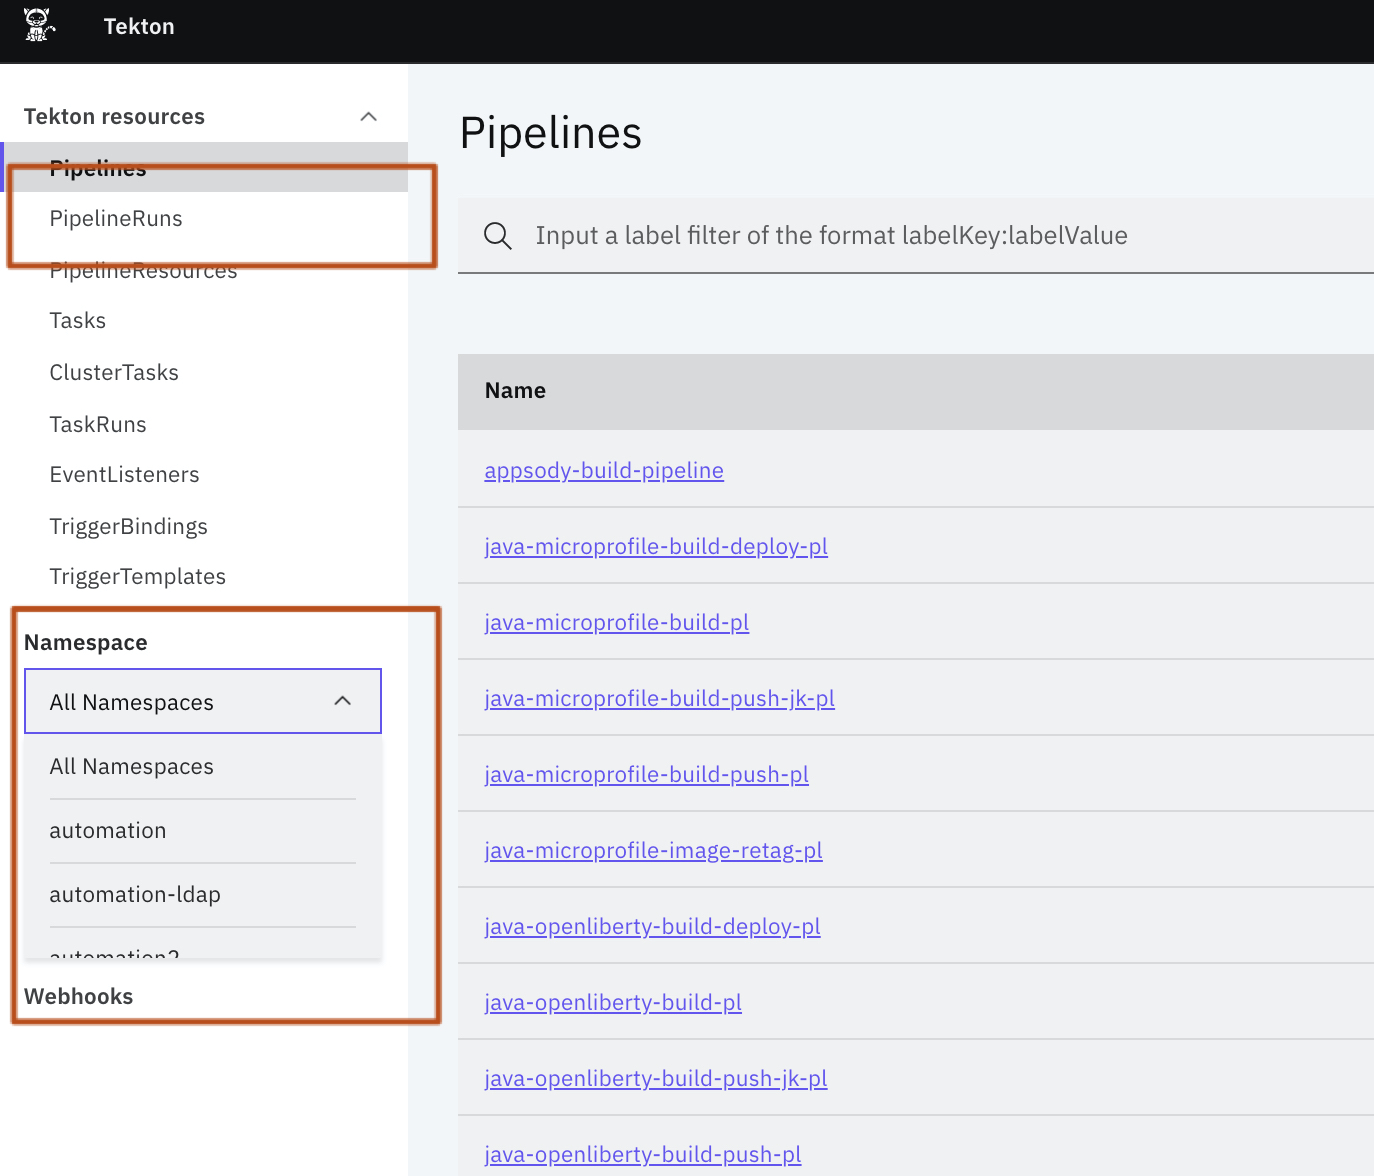 Tekton
Tekton resources
Pipelines
PipelineRuns
PipelineResources
Tasks
ClusterTasks
TaskRuns
EventListeners
TriggerBindings
TriggerTemplates
Namespace
All Namespaces
All Namespaces
automation
automation-ldap
automation2
Webhooks
Pipelines
Input a label filter of the format labelKey:labelValue
Name
appsody-build-pipeline
java-microprofile-build-deploy-pl
java-microprofile-build-pl
java-microprofile-build-push-jk-pl
java-microprofile-build-push-pl
java-microprofile-image-retag-pl
java-openliberty-build-deploy-pl
java-openliberty-build-pl
java-openliberty-build-push-jk-pl
java-openliberty-build-push-pl